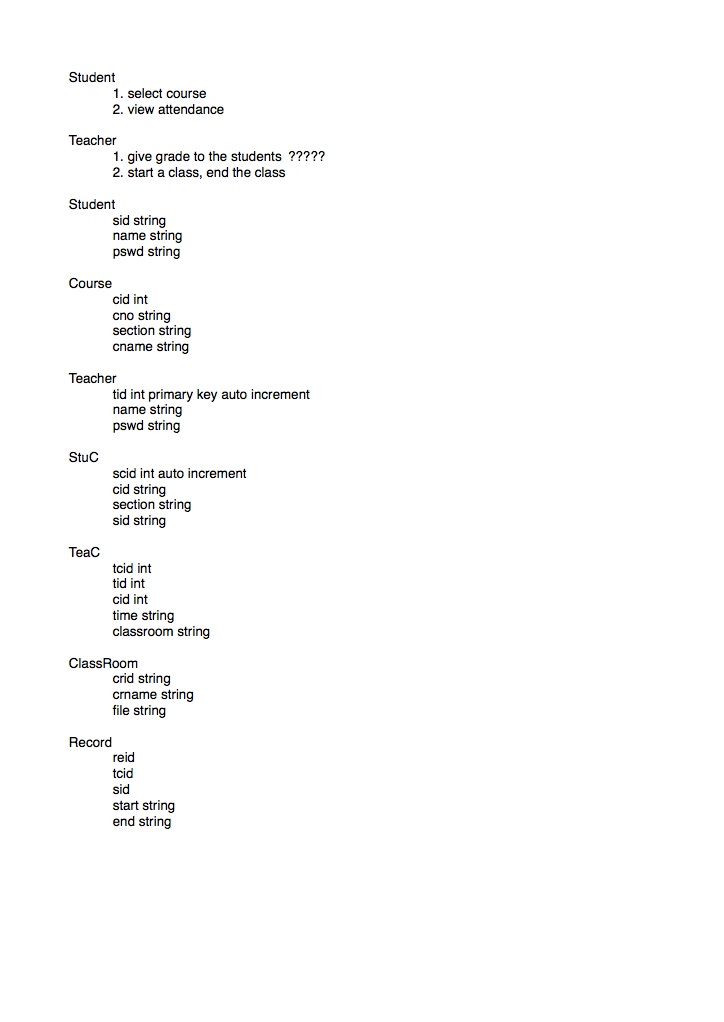 Student
1. select course
2. view attendance
Teacher
1. give grade to the students ?????
2. start a class, end the class
Student
sid string
name string
pswd string
Course
cid int
cno string
section string
cname string
Teacher
tid int primary key auto increment
name string
pswd string
StuC
scid int auto increment
cid string
section string
sid string
TeaC
tcid int
tid int
cid int
time string
classroom string
ClassRoom
crid string
crname string
file string
Record
reid
tcid
sid
start string
end string